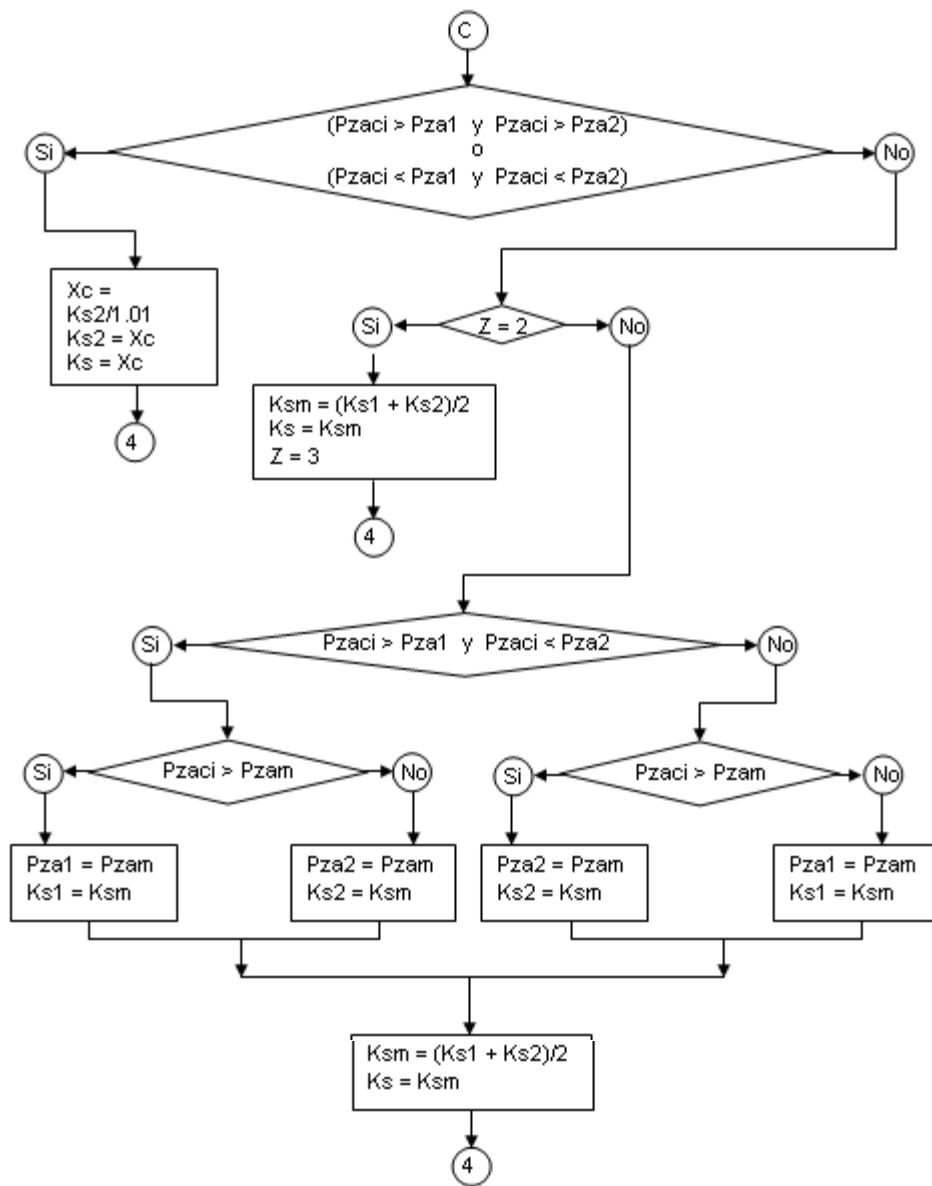 C
(Pzaci > Pza1 y Pzaci > Pza2)
o
(Pzaci < Pza1 y Pzaci < Pza2)
Si
No
Xc =
Ks2/1.01
Ks2 = Xc
Ks = Xc
4
Si
Z = 2
No
Ksm = (Ks1 + Ks2)/2
Ks = Ksm
Z = 3
4
Si
Pzaci > Pza1 y Pzaci < Pza2
No
Si
Pzaci > Pzam
No
Si
Pzaci > Pzam
No
Pza1 = Pzam
Ks1 = Ksm
Pza2 = Pzam
Ks2 = Ksm
Pza2 = Pzam
Ks2 = Ksm
Pza1 = Pzam
Ks1 = Ksm
Ksm = (Ks1 + Ks2)/2
Ks = Ksm
4